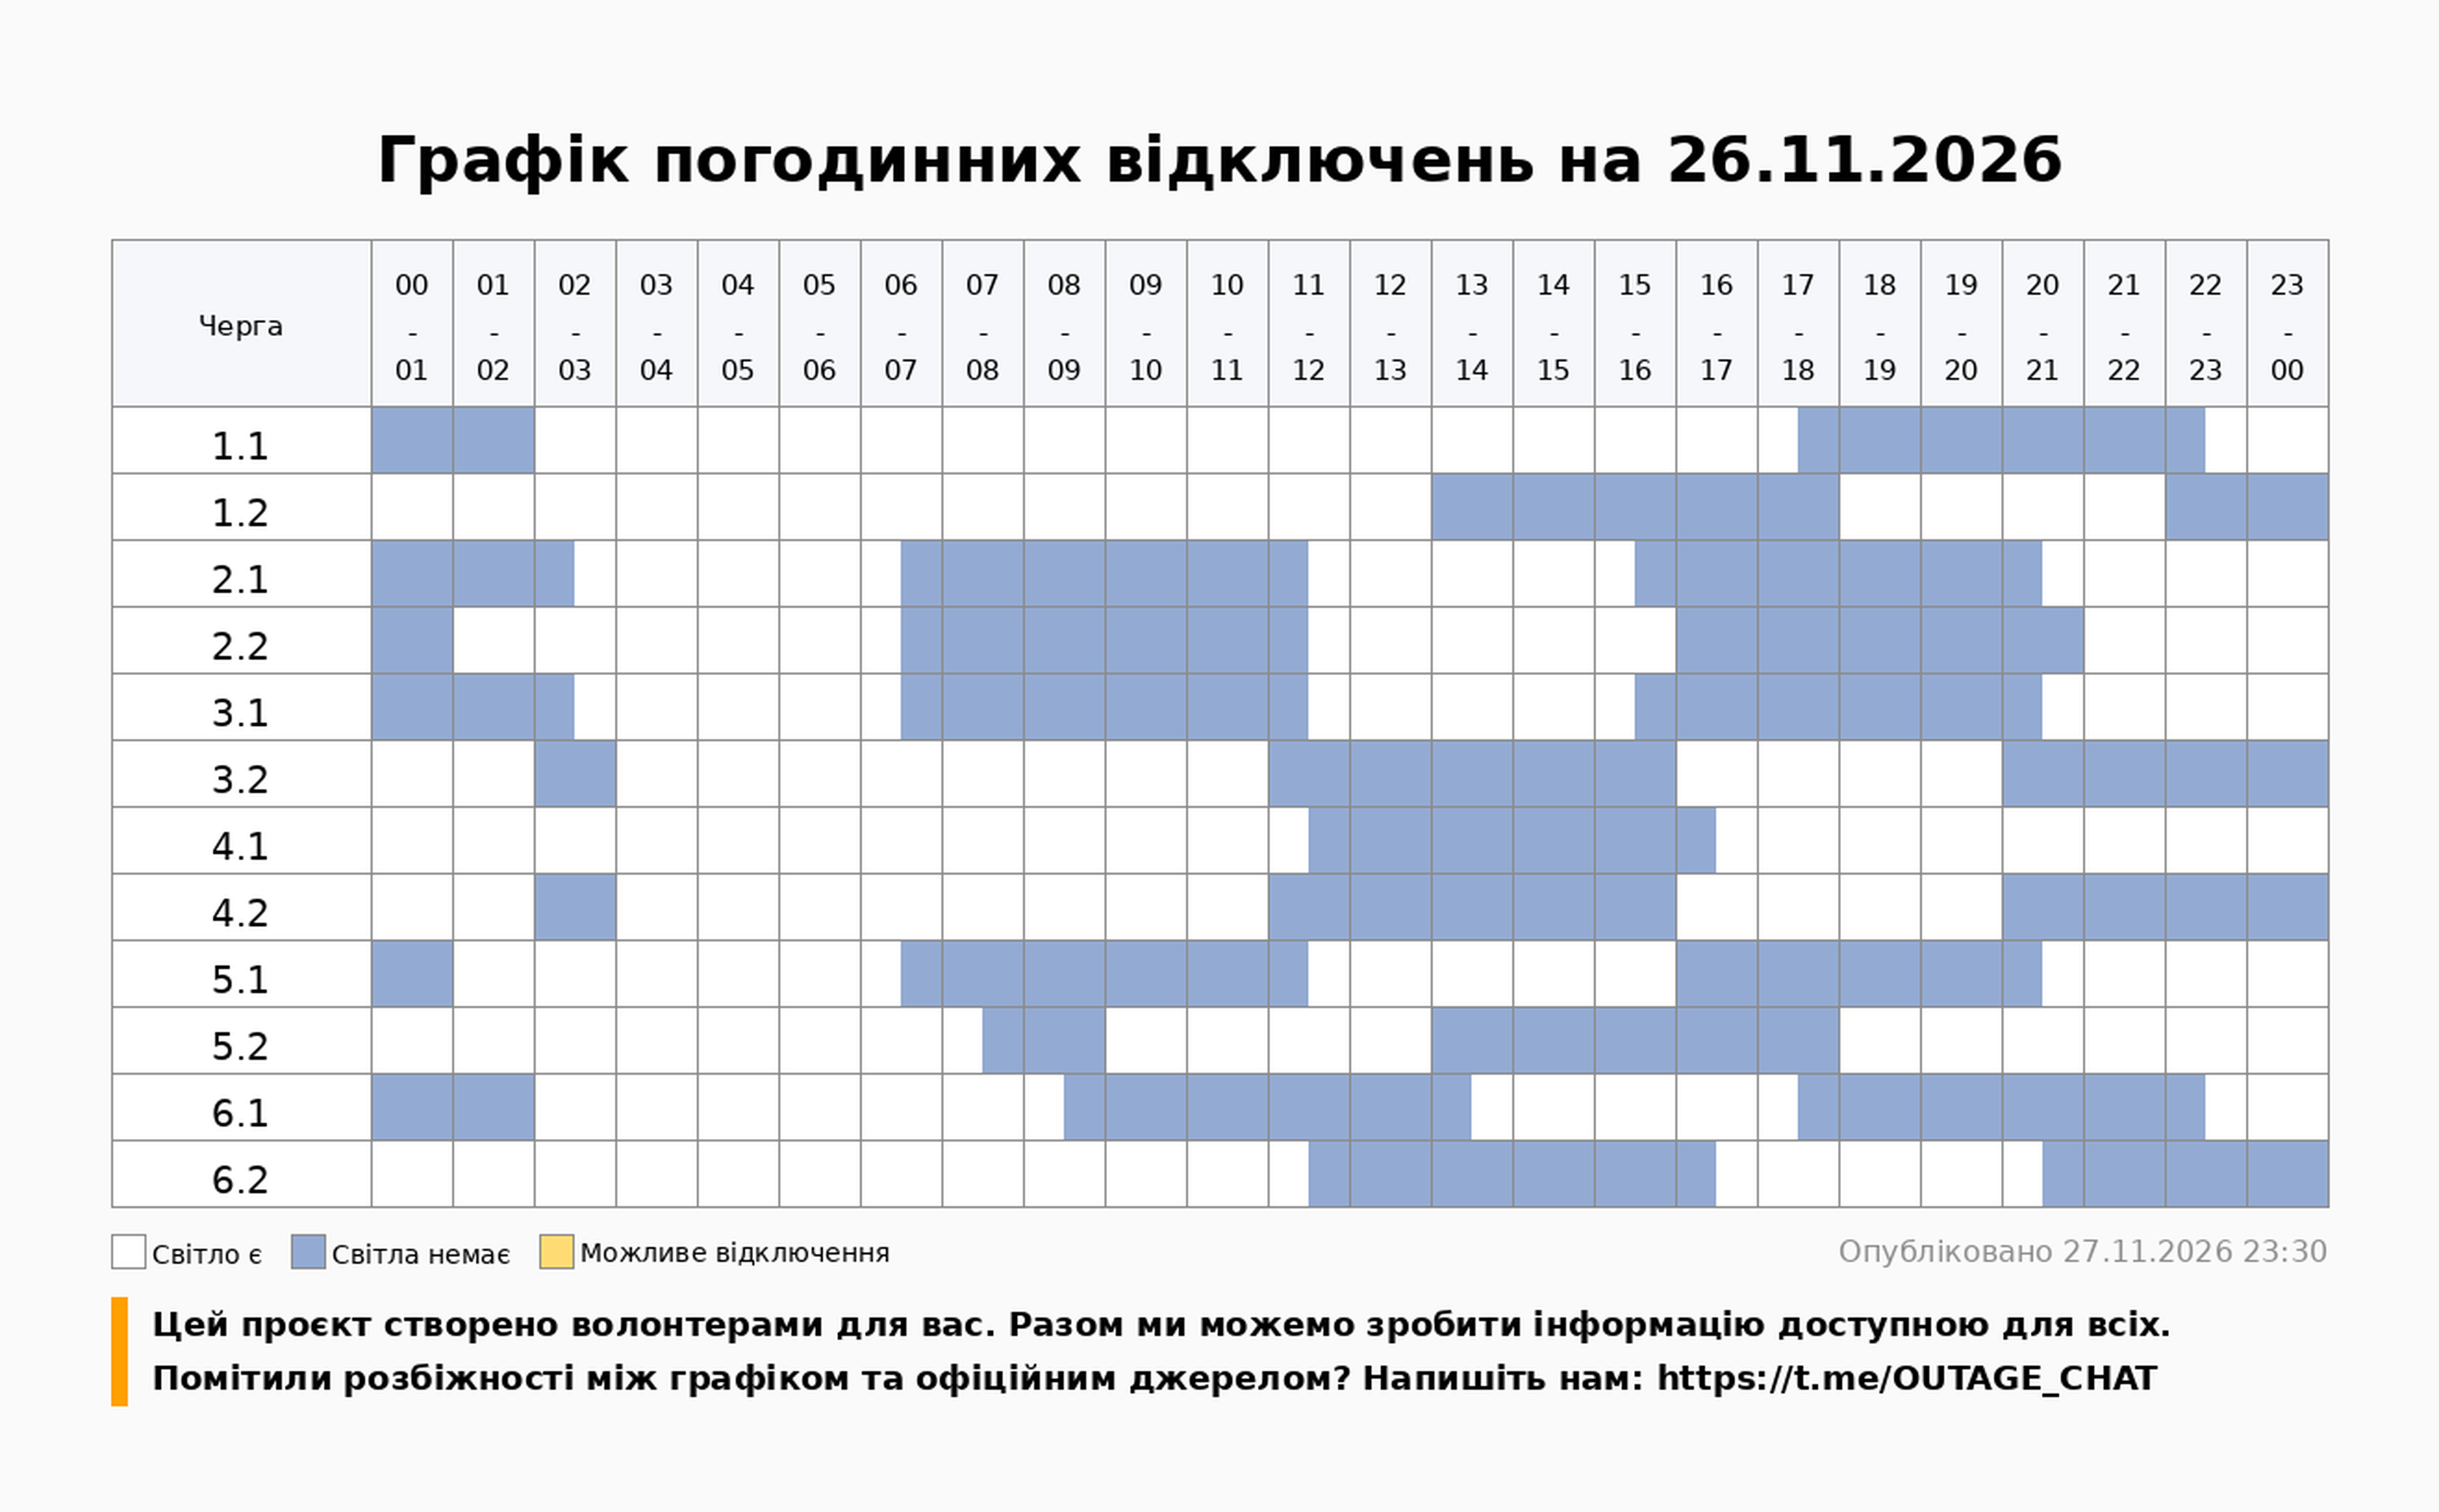 Графік погодинних відключень на 26.11.2026
Черга 00 - 01 01 - 02 02 - 03 03 - 04 04 - 05 05 - 06 06 - 07 07 - 08 08 - 09 09 - 10 10 - 11 11 - 12 12 - 13 13 - 14 14 - 15 15 - 16 16 - 17 17 - 18 18 - 19 19 - 20 20 - 21 21 - 22 22 - 23 23 - 00
1.1
1.2
2.1
2.2
3.1
3.2
4.1
4.2
5.1
5.2
6.1
6.2
Світло є Світла немає Можливе відключення Опубліковано 27.11.2026 23:30
Цей проєкт створено волонтерами для вас. Разом ми можемо зробити інформацію доступною для всіх.
Помітили розбіжності між графіком та офіційним джерелом? Напишіть нам: https://t.me/OUTAGE_CHAT